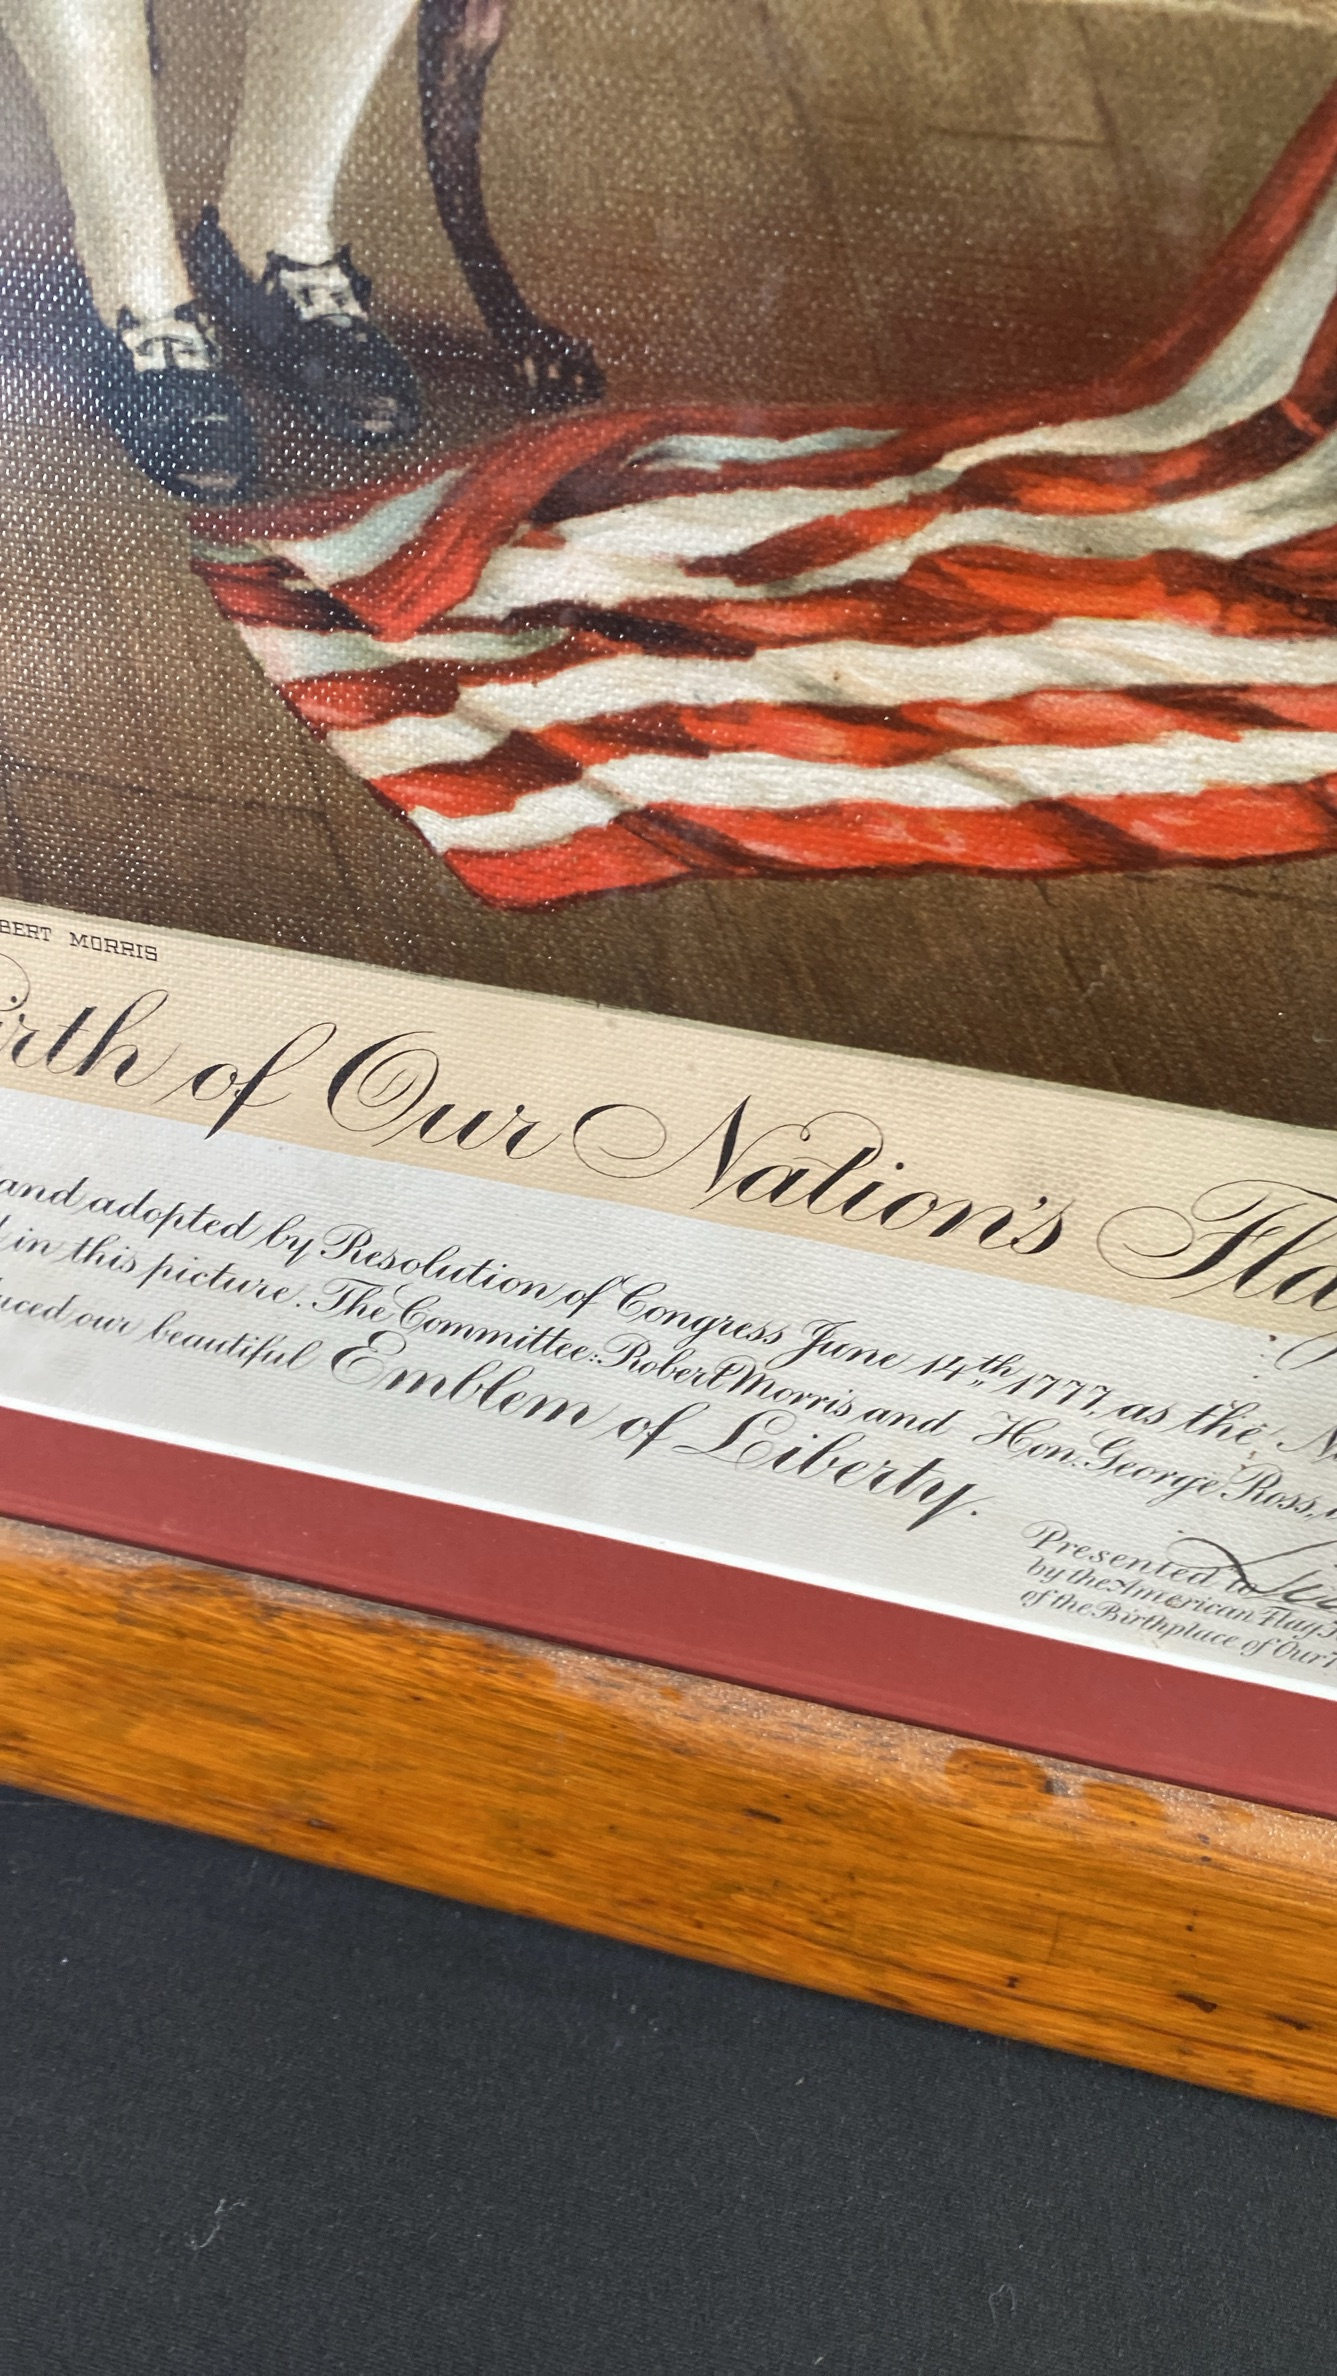 BERT MORRIS
irth of Our Nation's Flag
and adopted by Resolution of Congress June 14th, 1777, as the
in this picture. The Committee: Robert Morris and Hon. George Ross,
uced our beautiful Emblem of Liberty.
Presented to
by the American Flag
of the Birthplace of Our